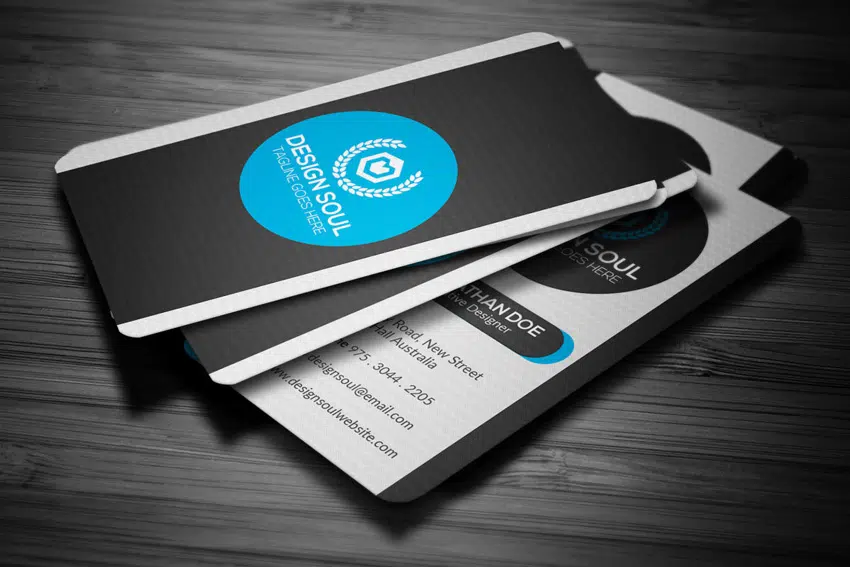 DESIGN SOUL
TAGLINE GOES HERE
SOUL
GOES HERE
DOE
Designer
Road, New Street
Hall Australia
975 . 3044 . 2205
designsoul@email.com
www.designsoulwebsite.com